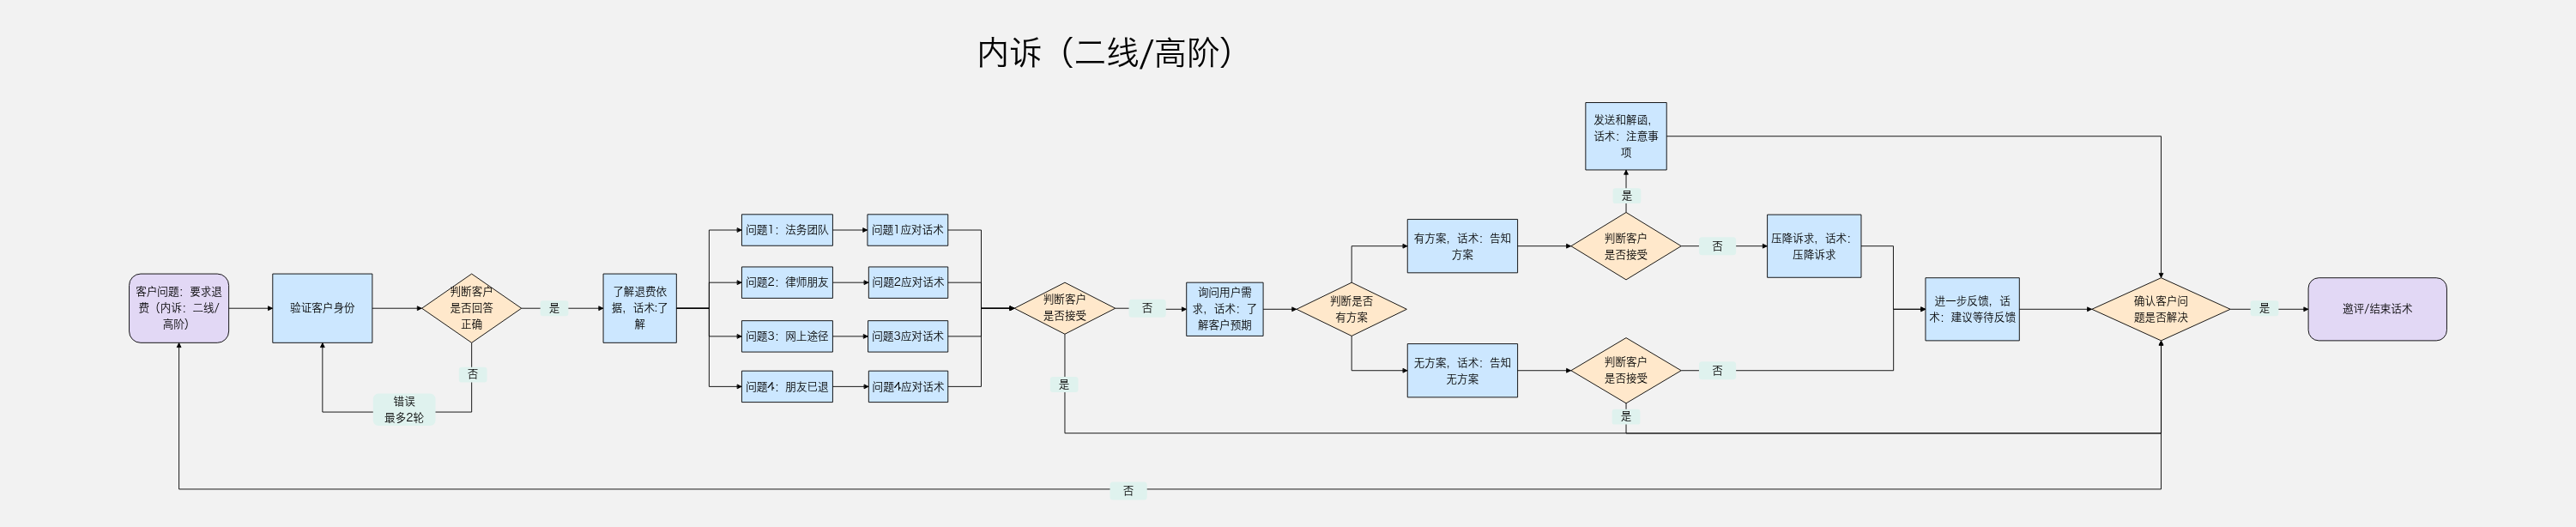 内诉（二线/高阶）
客户问题：要求退
费（内诉：二线/
高阶）
验证客户身份
判断客户
是否回答
正确
是
否
错误
最多2轮
了解退费依
据，话术:了
解
问题1：法务团队
问题1应对话术
问题2：律师朋友
问题2应对话术
问题3：网上途径
问题3应对话术
问题4：朋友已退
问题4应对话术
判断客户
是否接受
否
是
询问用户需
求，话术：了
解客户预期
判断是否
有方案
有方案，话术：告知
方案
无方案，话术：告知
无方案
发送和解函，
话术：注意事
项
是
判断客户
是否接受
否
压降诉求，话术：
压降诉求
判断客户
是否接受
否
是
进一步反馈，话
术：建议等待反馈
确认客户问
题是否解决
是
邀评/结束话术
否